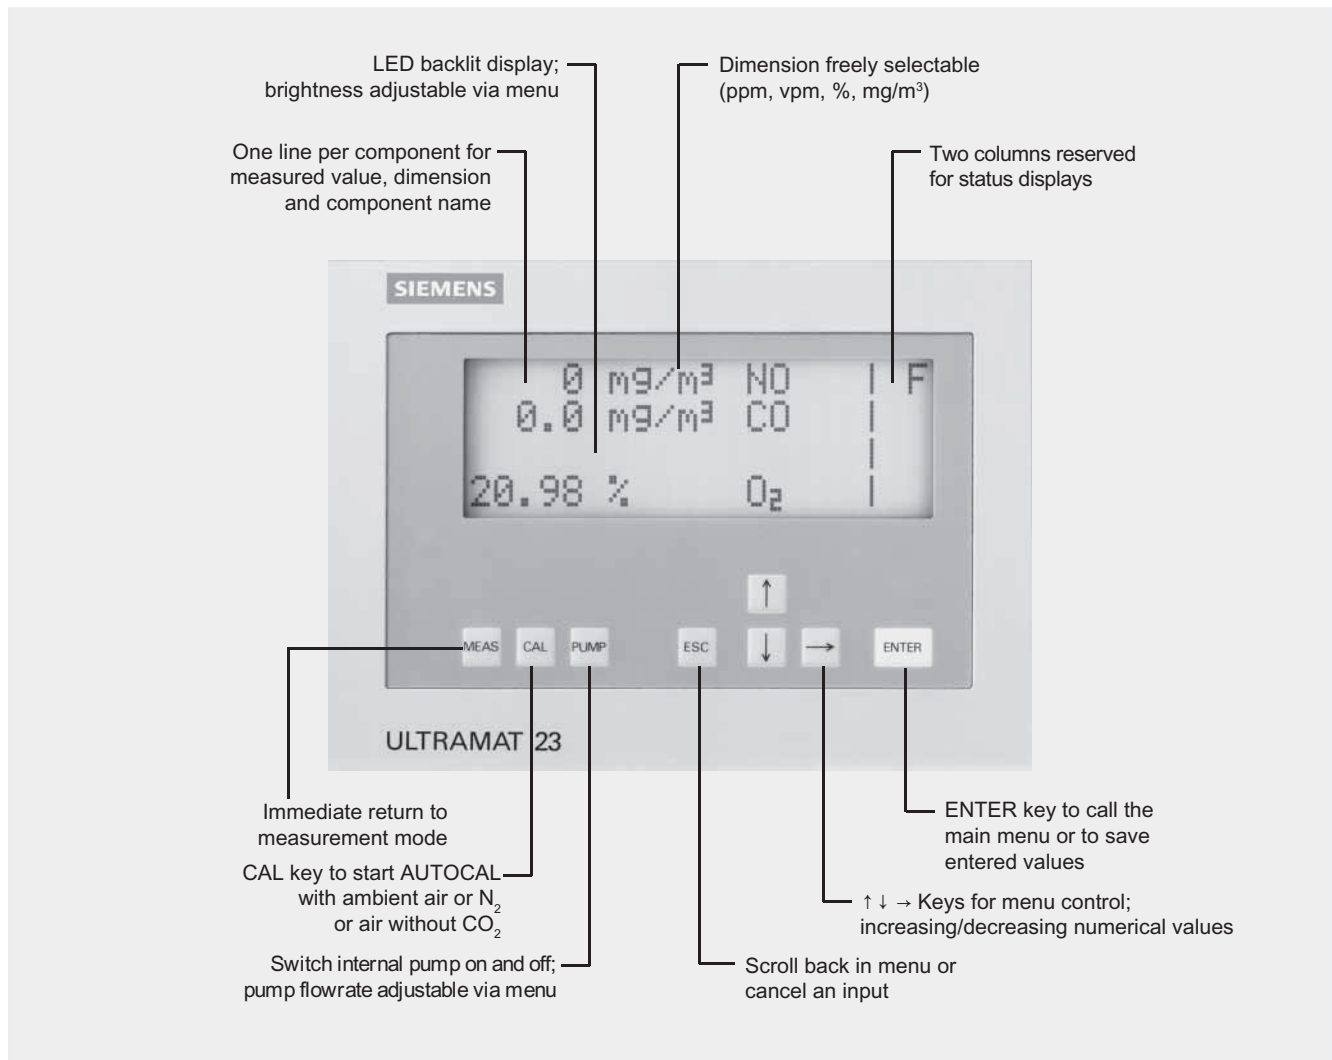 LED backlit display;
brightness adjustable via menu
Dimension freely selectable
(ppm, vpm, %, mg/m³)
One line per component for
measured value, dimension
and component name
Two columns reserved
for status displays
SIEMENS
0 mg/m³ NO | F
0.0 mg/m³ CO |
|
20.98 % O₂ |
↑
MEAS CAL PUMP ESC ↓ → ENTER
ULTRAMAT 23
Immediate return to
measurement mode
CAL key to start AUTOCAL
with ambient air or N₂
or air without CO₂
Switch internal pump on and off;
pump flowrate adjustable via menu
ENTER key to call the
main menu or to save
entered values
↑ ↓ → Keys for menu control;
increasing/decreasing numerical values
Scroll back in menu or
cancel an input